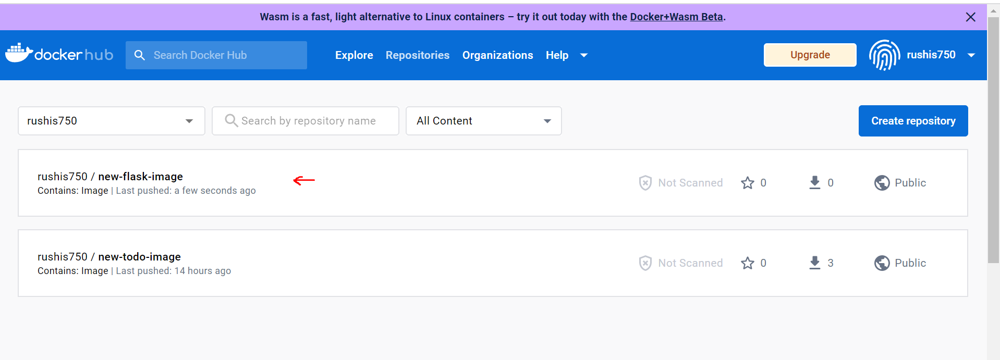 Wasm is a fast, light alternative to Linux containers – try it out today with the Docker+Wasm Beta.
docker hub Search Docker Hub Explore Repositories Organizations Help Upgrade rushis750
rushis750 Search by repository name All Content Create repository
rushis750 / new-flask-image
Contains: Image | Last pushed: a few seconds ago
Not Scanned 0 0 Public
rushis750 / new-todo-image
Contains: Image | Last pushed: 14 hours ago
Not Scanned 0 3 Public